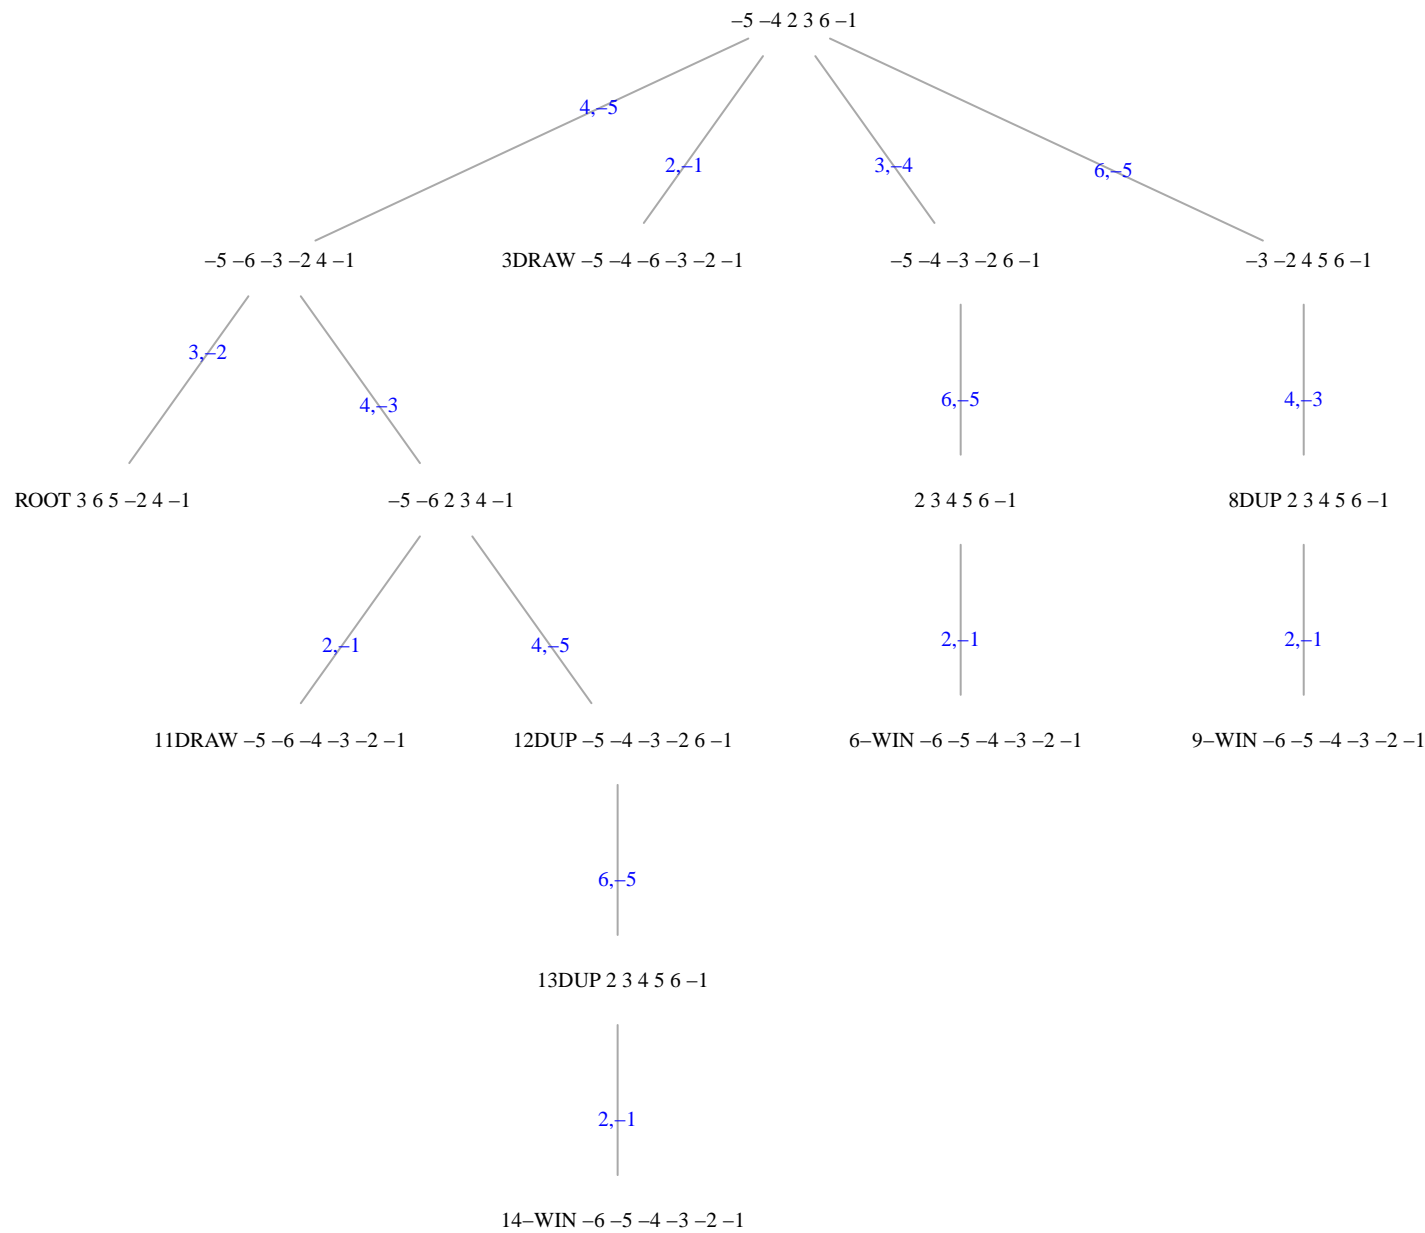 –5 –4 2 3 6 –1
4,–5
2,–1
3,–4
6,–5
–5 –6 –3 –2 4 –1
3DRAW –5 –4 –6 –3 –2 –1
–5 –4 –3 –2 6 –1
–3 –2 4 5 6 –1
3,–2
4,–3
6,–5
4,–3
ROOT 3 6 5 –2 4 –1
–5 –6 2 3 4 –1
2 3 4 5 6 –1
8DUP 2 3 4 5 6 –1
2,–1
4,–5
2,–1
2,–1
11DRAW –5 –6 –4 –3 –2 –1
12DUP –5 –4 –3 –2 6 –1
6–WIN –6 –5 –4 –3 –2 –1
9–WIN –6 –5 –4 –3 –2 –1
6,–5
13DUP 2 3 4 5 6 –1
2,–1
14–WIN –6 –5 –4 –3 –2 –1